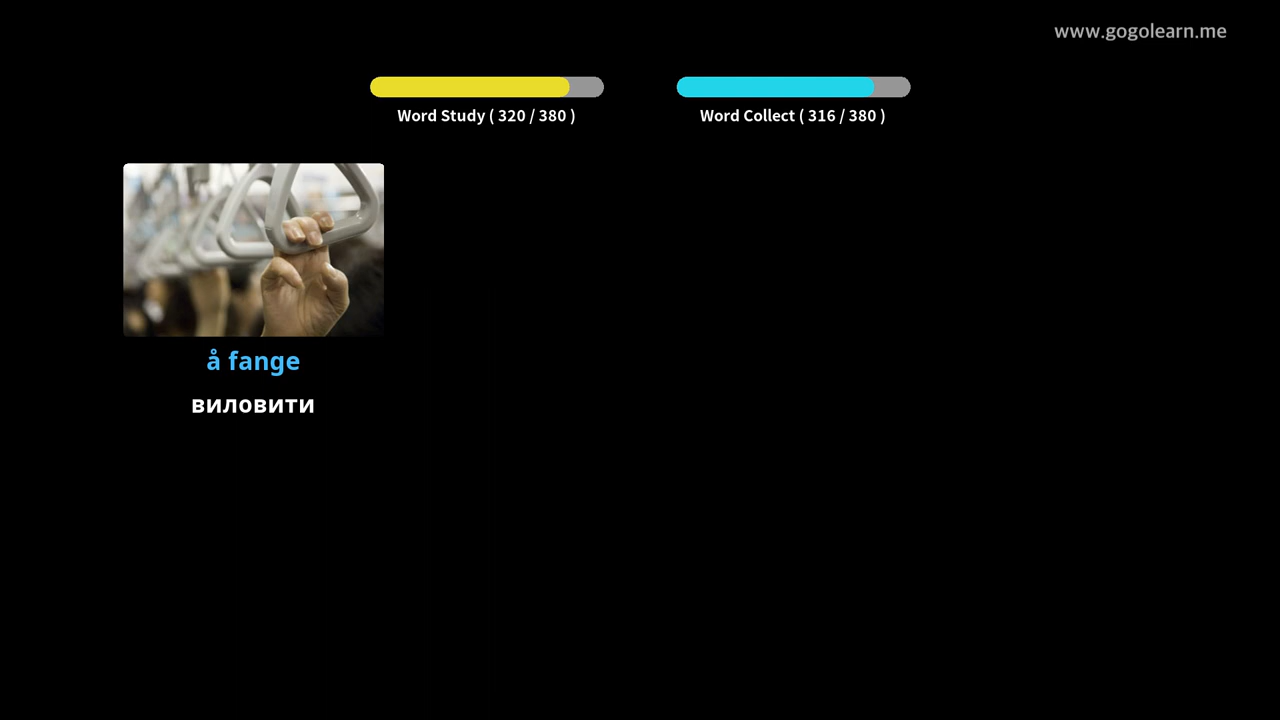 www.gogolearn.me
Word Study ( 320 / 380 )
Word Collect ( 316 / 380 )
å fange
виловити